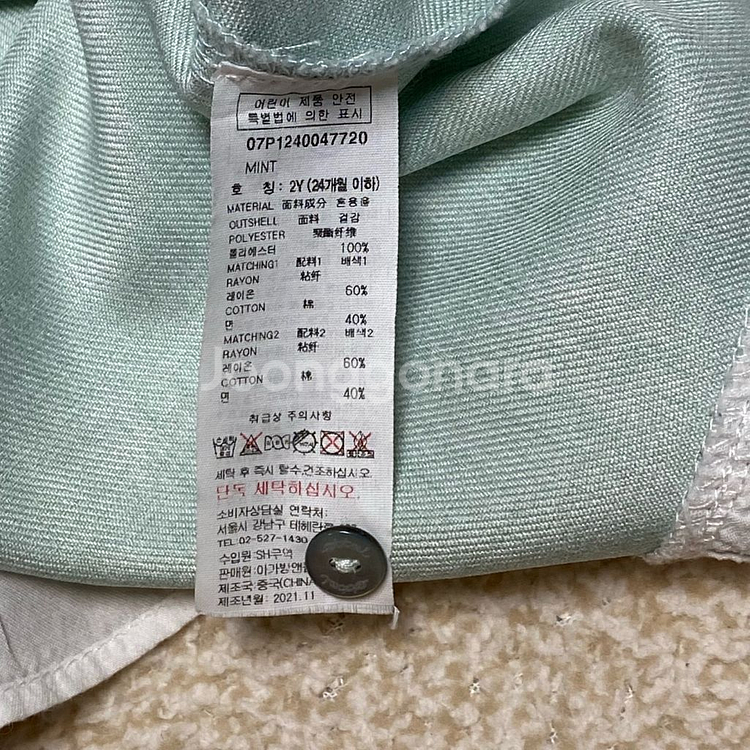 어린이 제품 안전
특별법에 의한 표시
07P1240047720
MINT
호 칭: 2Y (24개월 이하)
MATERIAL 面料成分 혼용율
OUTSHELL 面料 겉감
POLYESTER 聚酯纤维
폴리에스터 100%
MATCHING1 配料1 배색1
RAYON 粘纤
레이온 60%
COTTON 棉
면 40%
MATCHING2 配料2 배색2
RAYON 粘纤
레이온 60%
COTTON 棉
면 40%
Joonggonara
취급상 주의사항
세탁 후 즉시 탈수.건조하십시오.
단독 세탁하십시오.
소비자상담실 연락처:
서울시 강남구 테헤란로
TEL:02-527-1430
수입원:SH무역
판매원:아가방앤
제조국:중국(CHINA
제조년월: 2021.11